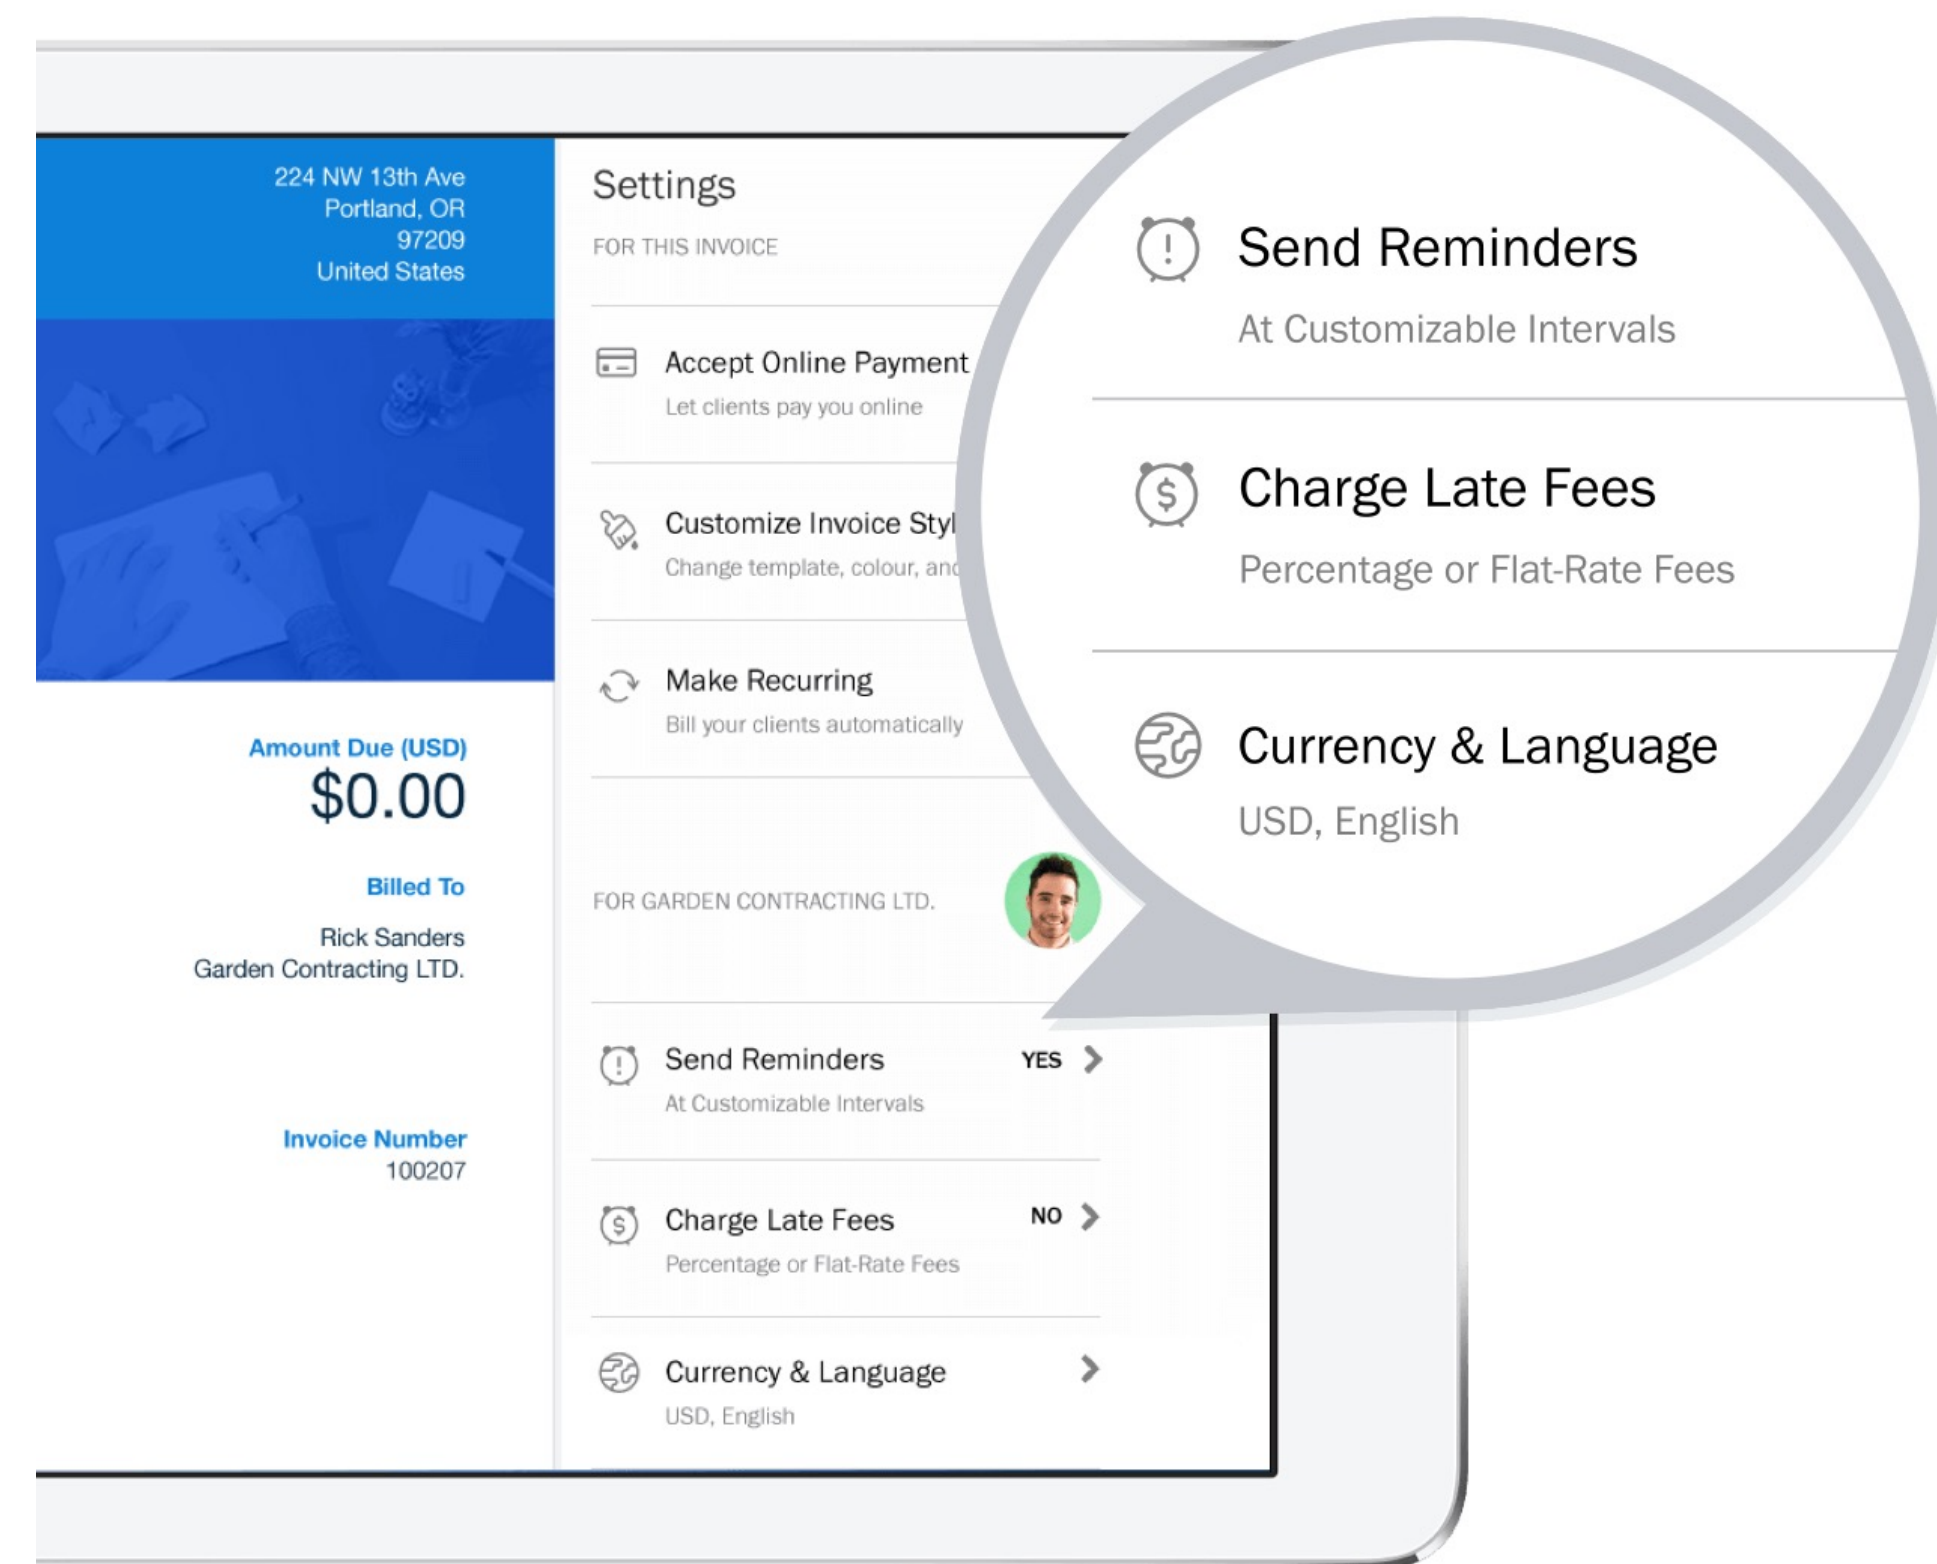 224 NW 13th Ave
Portland, OR
97209
United States
Amount Due (USD)
$0.00
Billed To
Rick Sanders
Garden Contracting LTD.
Invoice Number
100207
Settings
FOR THIS INVOICE
Accept Online Payment
Let clients pay you online
Customize Invoice Styl
Change template, colour, and
Make Recurring
Bill your clients automatically
FOR GARDEN CONTRACTING LTD.
Send Reminders YES
At Customizable Intervals
Charge Late Fees NO
Percentage or Flat-Rate Fees
Currency & Language
USD, English
Send Reminders
At Customizable Intervals
Charge Late Fees
Percentage or Flat-Rate Fees
Currency & Language
USD, English